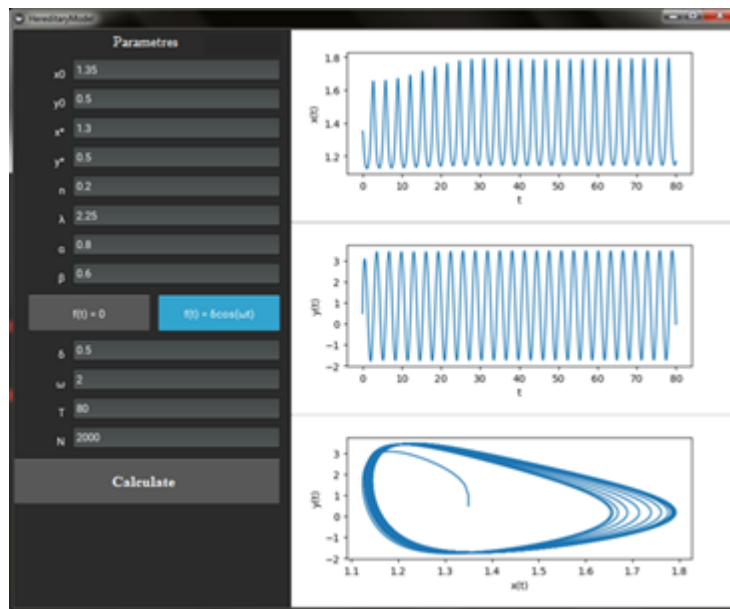 HereditaryModel
Parametres
x0 1.35
y0 0.5
x* 1.3
y* 0.5
n 0.2
λ 2.25
α 0.8
β 0.6
f(t) = 0 f(t) = δcos(ωt)
δ 0.5
ω 2
T 80
N 2000
Calculate
1.8
1.6
1.4
1.2
x(t)
0 10 20 30 40 50 60 70 80
t
3
2
1
0
−1
−2
y(t)
0 10 20 30 40 50 60 70 80
t
3
2
1
0
−1
−2
y(t)
1.1 1.2 1.3 1.4 1.5 1.6 1.7 1.8
x(t)